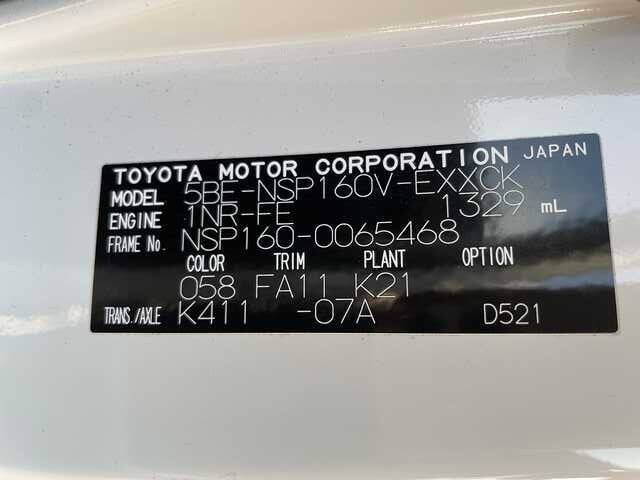 TOYOTA MOTOR CORPORATION JAPAN
MODEL 5BE-NSP160V-EXXCK
ENGINE 1NR-FE 1329 mL
FRAME No. NSP160-0065468
COLOR TRIM PLANT OPTION
058 FA11 K21
TRANS./AXLE K411 -07A D521